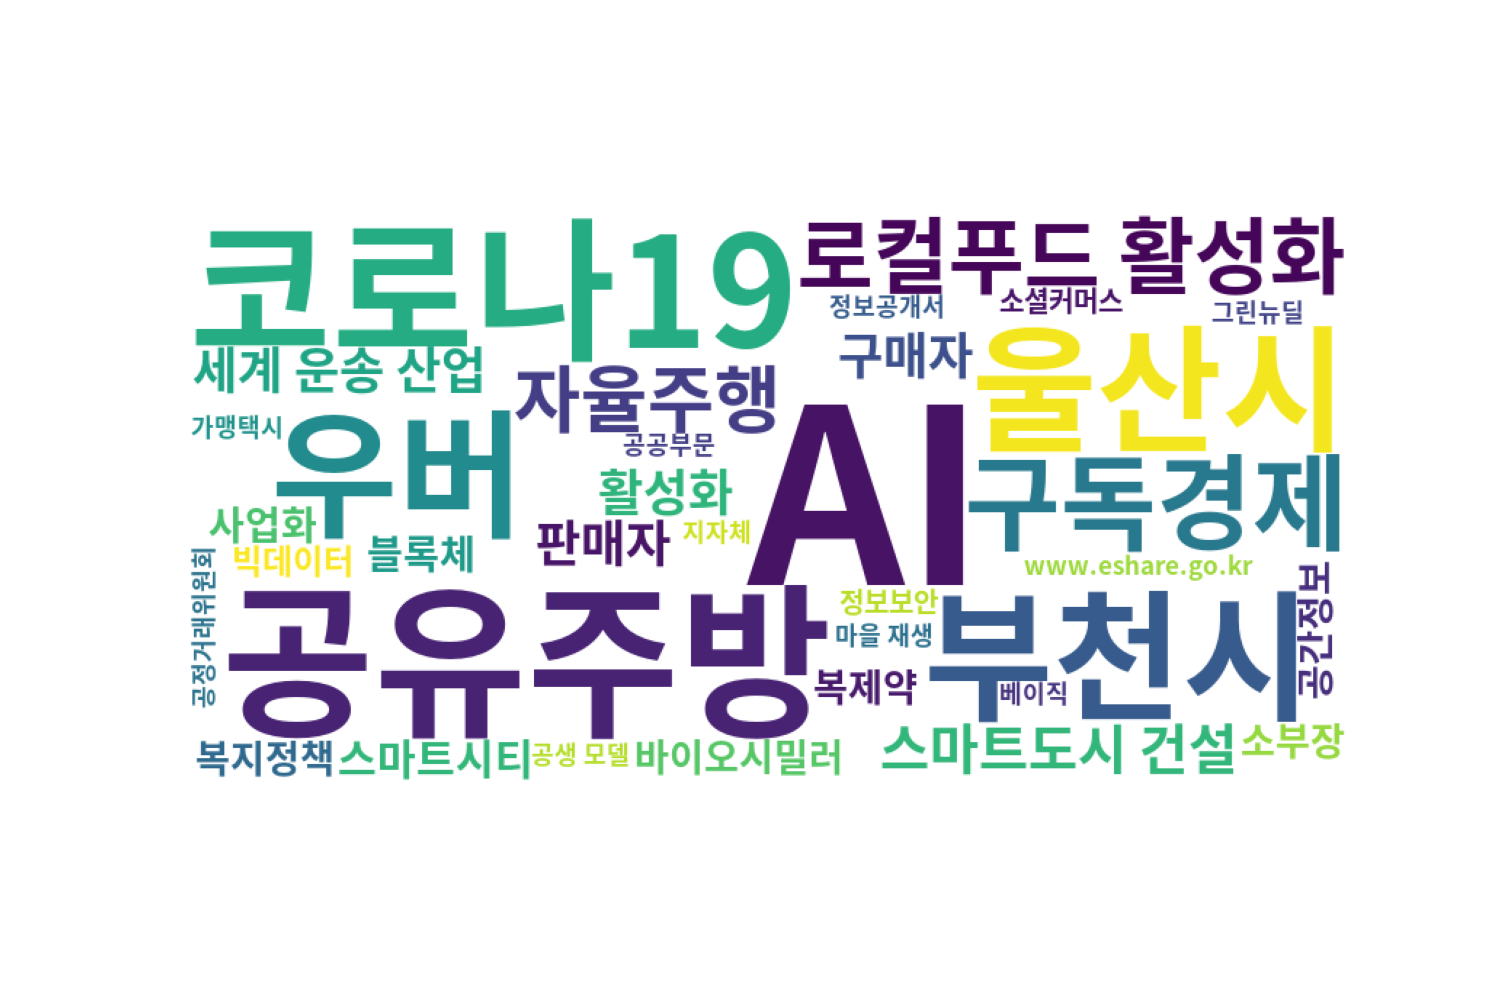 코로나19
로컬푸드 활성화
정보공개서
소셜커머스
그린뉴딜
세계 운송 산업
자율주행
구매자
울산시
가맹택시
우버
공공부문
AI
활성화
구독경제
사업화
판매자
지자체
빅데이터
블록체
www.eshare.go.kr
공정거래위원회
공유주방
정보보안
마을 재생
부천시
공간정보
복제약
베이직
복지정책
스마트시티
공생 모델
바이오시밀러
스마트도시 건설
소부장